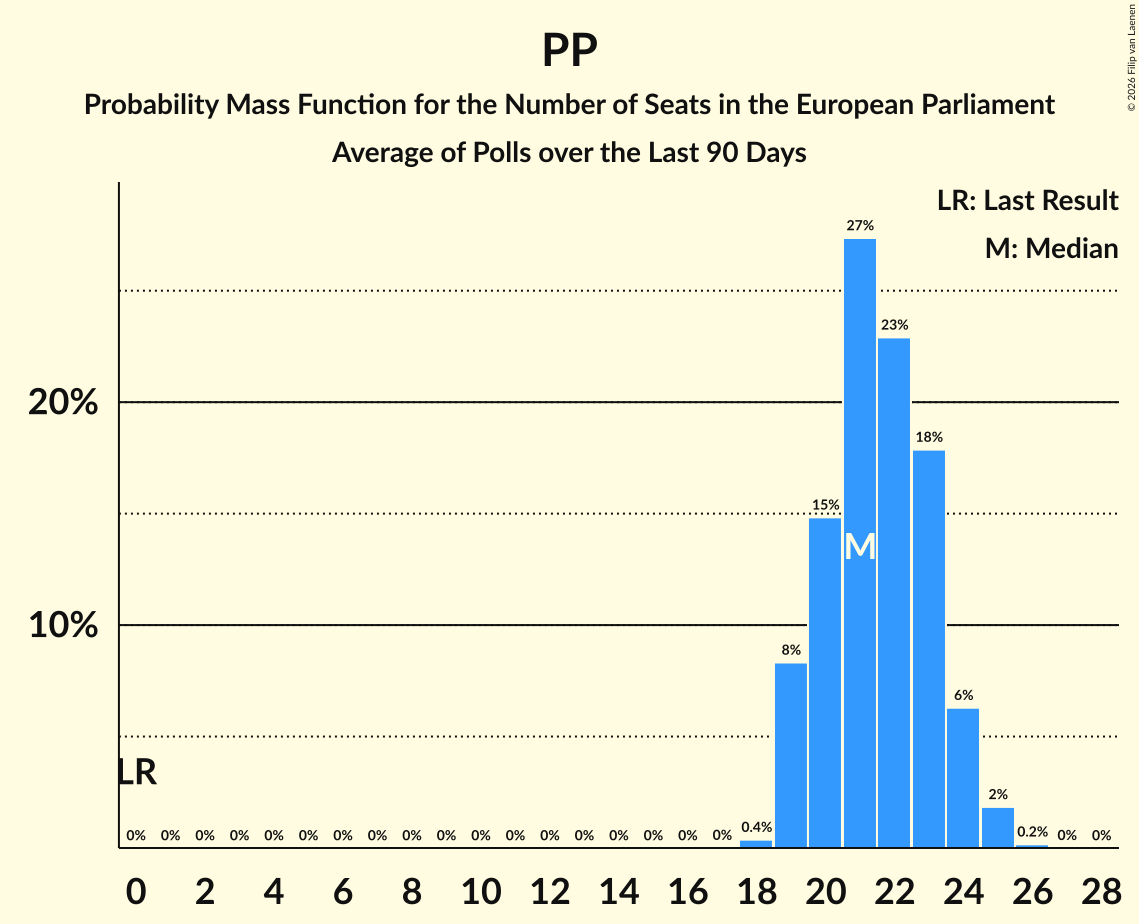 PP
Probability Mass Function for the Number of Seats in the European Parliament
Average of Polls over the Last 90 Days
© 2026 Filip van Laenen
LR: Last Result
M: Median
27%
23%
20%
18%
15%
M
10%
8%
6%
LR
2%
0% 0% 0% 0% 0% 0% 0% 0% 0% 0% 0% 0% 0% 0% 0% 0% 0% 0% 0.4% 0.2% 0% 0%
0 2 4 6 8 10 12 14 16 18 20 22 24 26 28